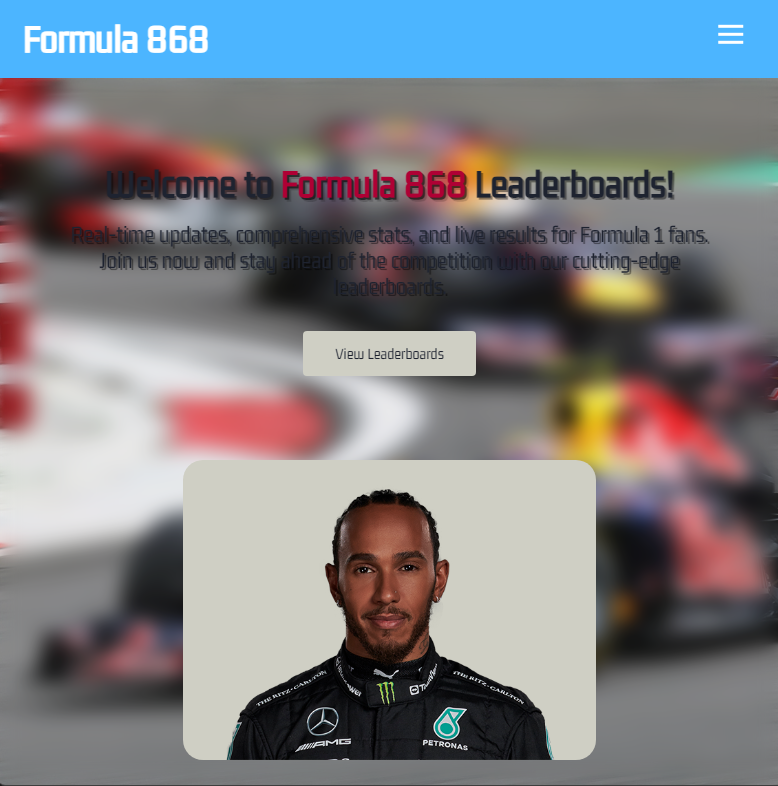 Formula 868
Welcome to Formula 868 Leaderboards!
Real-time updates, comprehensive stats, and live results for Formula 1 fans.
Join us now and stay ahead of the competition with our cutting-edge
leaderboards.
View Leaderboards
THE RITZ-CARLTON
THE RITZ-CARLTON
AMG
PETRONAS